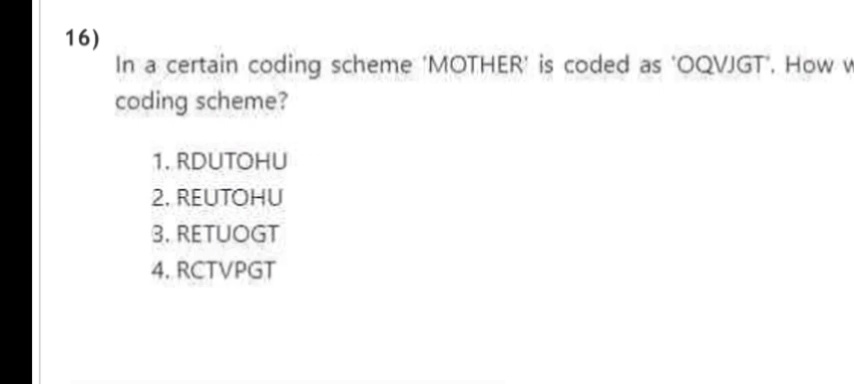 16)
In a certain coding scheme 'MOTHER' is coded as 'OQVJGT'. How
coding scheme?
1. RDUTOHU
2. REUTOHU
3. RETUOGT
4. RCTVPGT